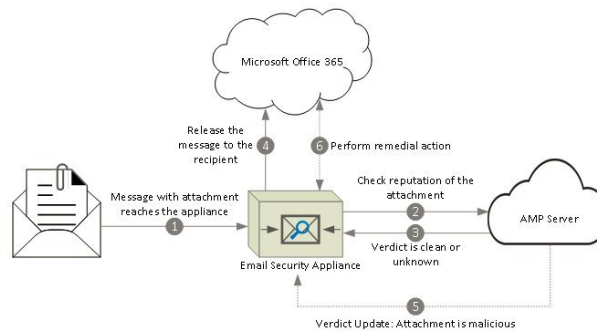 Microsoft Office 365
Release the
message to the
recipient
4
6
Perform remedial action
Message with attachment
reaches the appliance
1
Check reputation of the
attachment
2
3
Verdict is clean or
unknown
AMP Server
Email Security Appliance
5
Verdict Update: Attachment is malicious